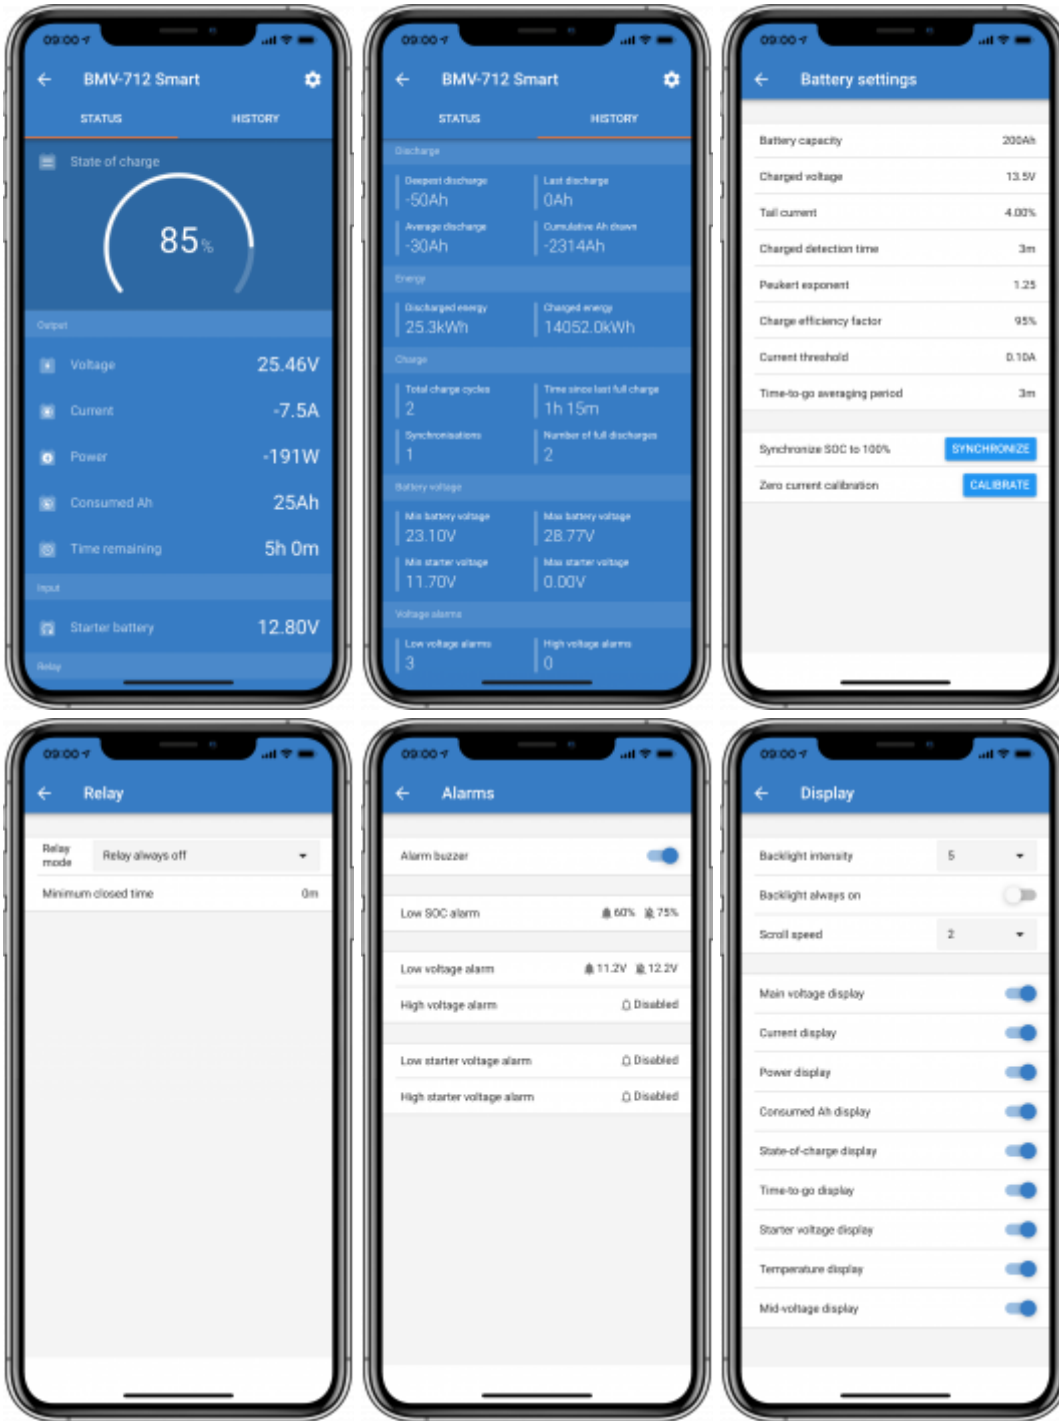 09:00
BMV-712 Smart
STATUS HISTORY
State of charge
85%
Output
Voltage 25.46V
Current -7.5A
Power -191W
Consumed Ah 25Ah
Time remaining 5h 0m
Input
Starter battery 12.80V
Relay
09:00
BMV-712 Smart
STATUS HISTORY
Discharge
Deepest discharge Last discharge
-50Ah 0Ah
Average discharge Cumulative Ah drawn
-30Ah -2314Ah
Energy
Discharged energy Charged energy
25.3kWh 14052.0kWh
Charge
Total charge cycles Time since last full charge
2 1h 15m
Synchronisations Number of full discharges
1 2
Battery voltage
Min battery voltage Max battery voltage
23.10V 28.77V
Min starter voltage Max starter voltage
11.70V 0.00V
Voltage alarms
Low voltage alarms High voltage alarms
3 0
09:00
Battery settings
Battery capacity 200Ah
Charged voltage 13.5V
Tail current 4.00%
Charged detection time 3m
Peukert exponent 1.25
Charge efficiency factor 95%
Current threshold 0.10A
Time-to-go averaging period 3m
Synchronize SOC to 100% SYNCHRONIZE
Zero current calibration CALIBRATE
09:00
Relay
Relay mode Relay always off
Minimum closed time 0m
09:00
Alarms
Alarm buzzer
Low SOC alarm 60% 75%
Low voltage alarm 11.2V 12.2V
High voltage alarm Disabled
Low starter voltage alarm Disabled
High starter voltage alarm Disabled
09:00
Display
Backlight intensity 5
Backlight always on
Scroll speed 2
Main voltage display
Current display
Power display
Consumed Ah display
State-of-charge display
Time-to-go display
Starter voltage display
Temperature display
Mid-voltage display